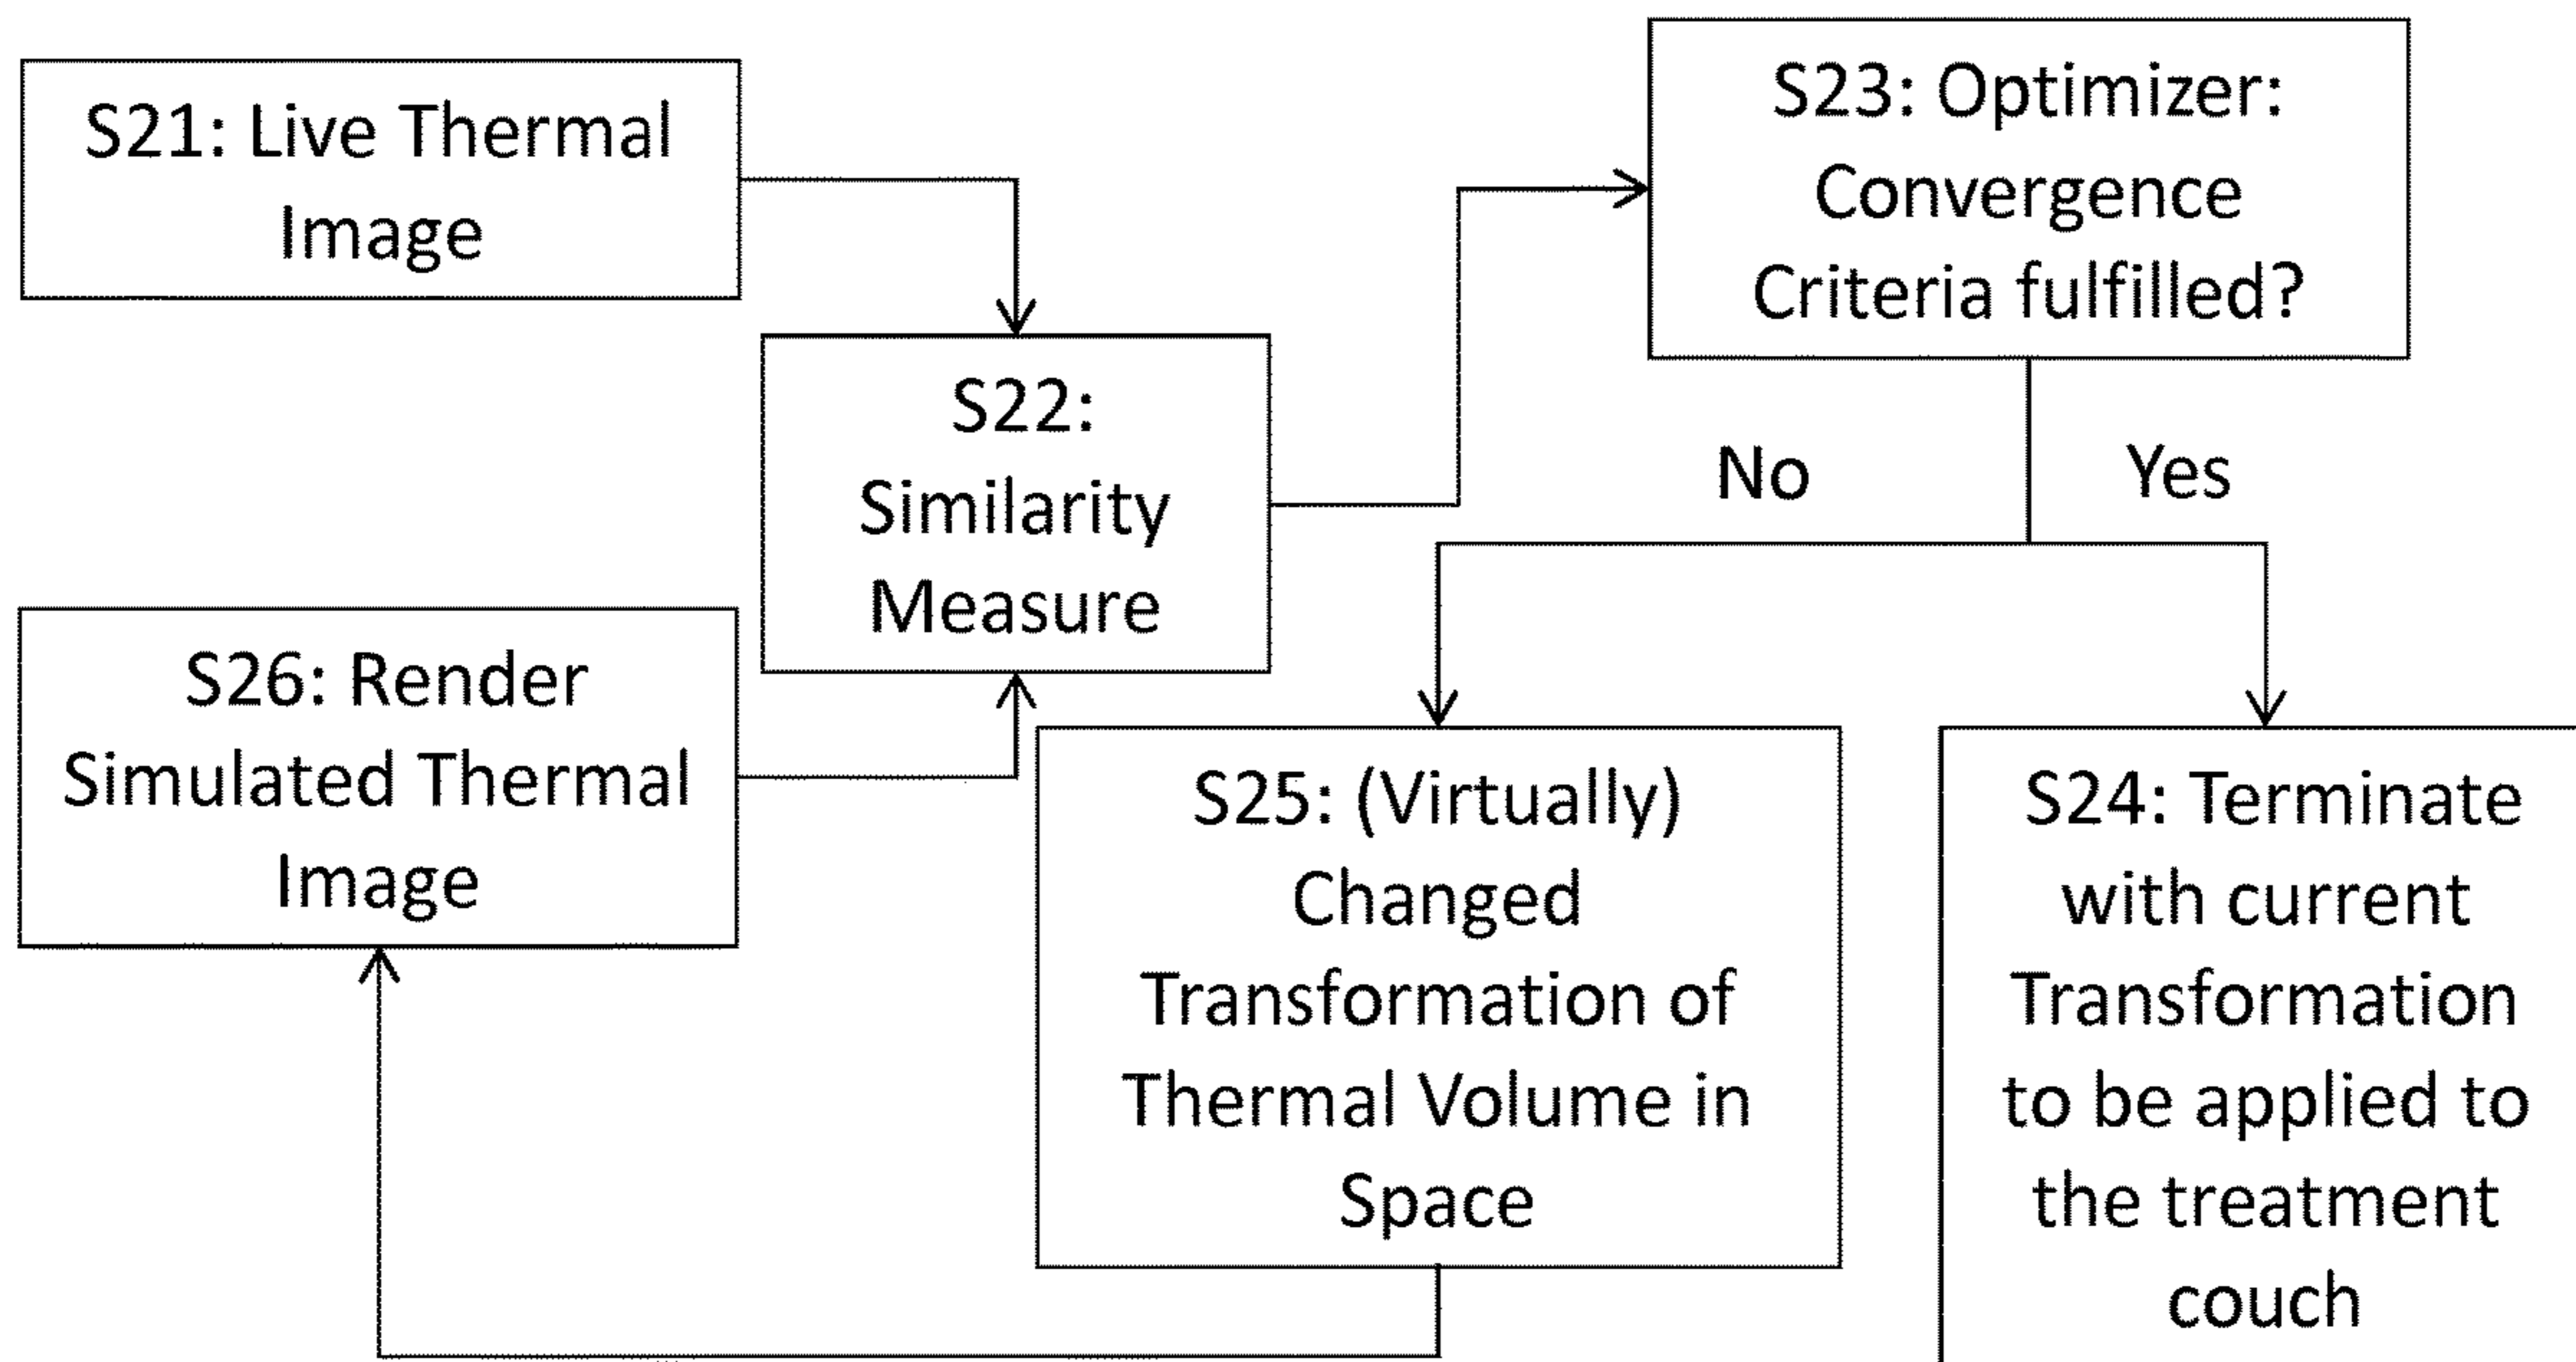 S21: Live Thermal
Image
S22:
Similarity
Measure
S23: Optimizer:
Convergence
Criteria fulfilled?
No
Yes
S26: Render
Simulated Thermal
Image
S25: (Virtually)
Changed
Transformation of
Thermal Volume in
Space
S24: Terminate
with current
Transformation
to be applied to
the treatment
couch